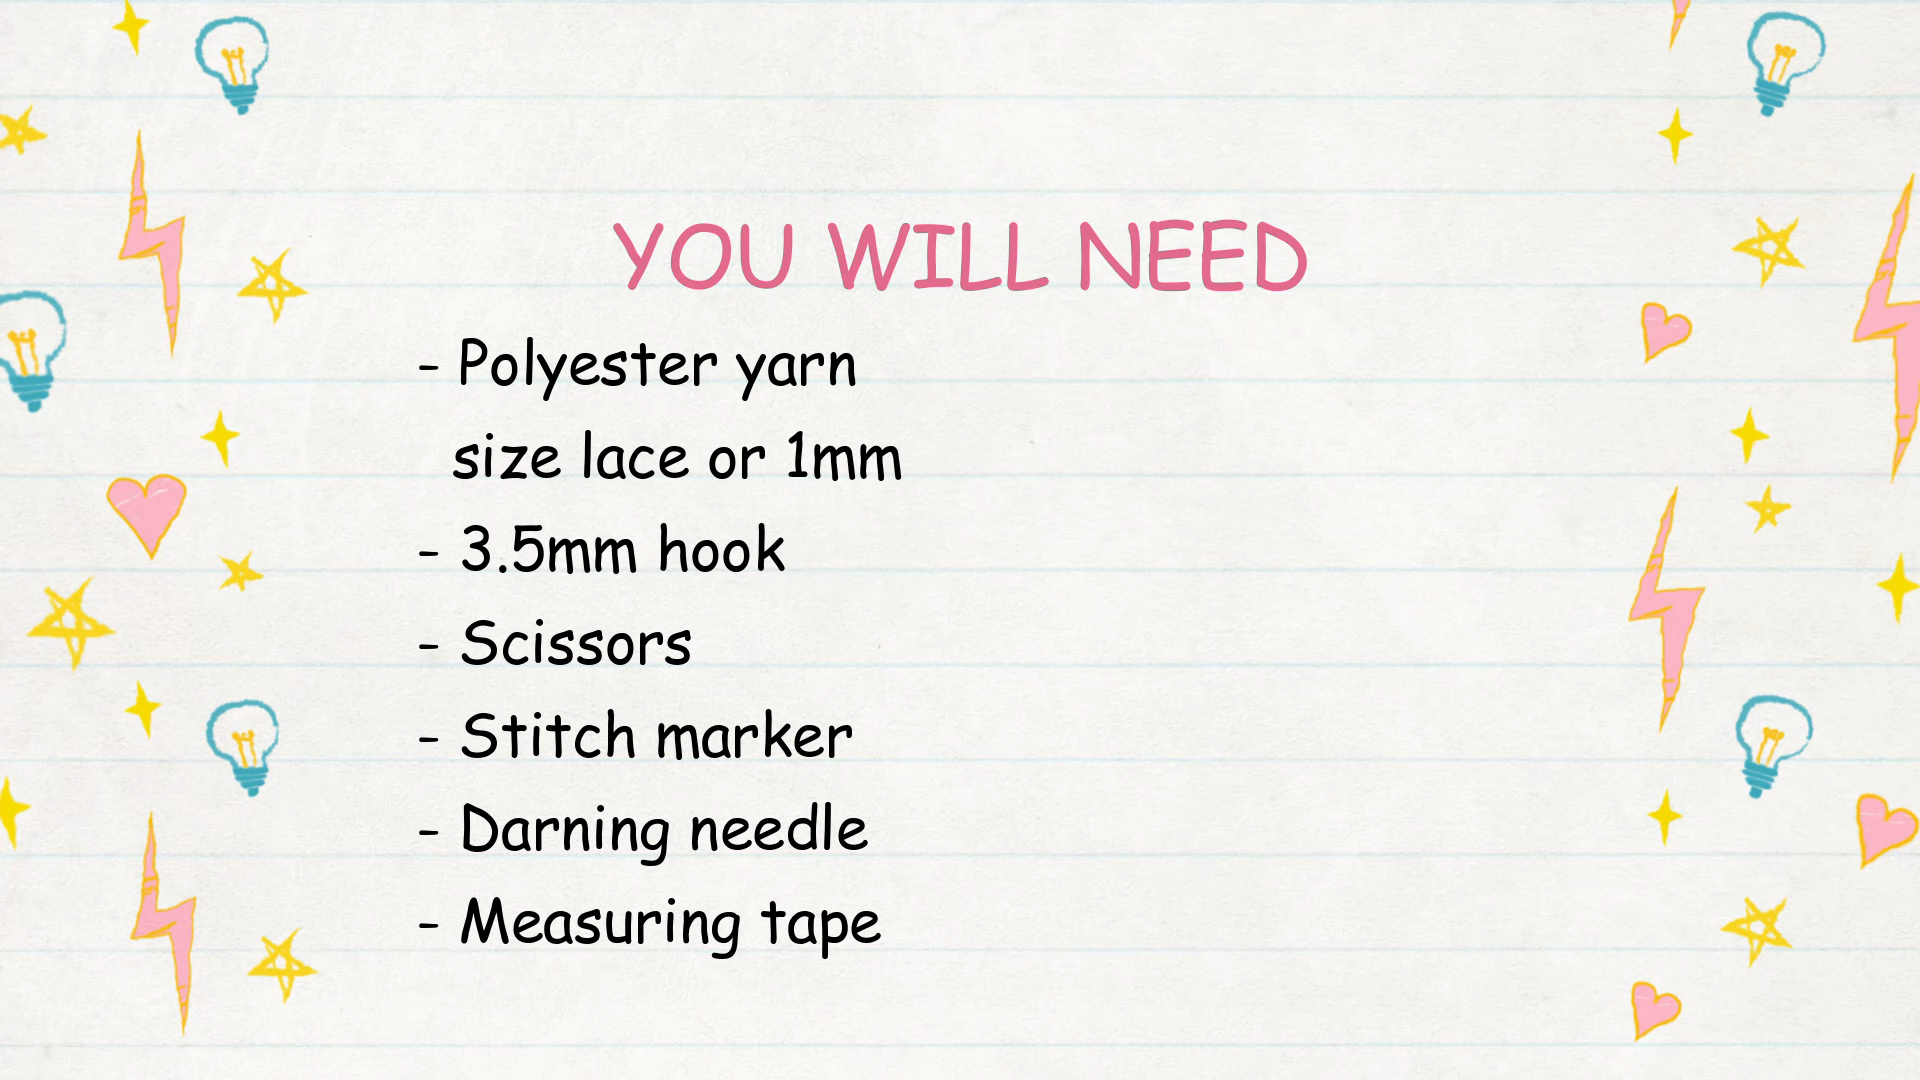 YOU WILL NEED
- Polyester yarn
size lace or 1mm
- 3.5mm hook
- Scissors
- Stitch marker
- Darning needle
- Measuring tape